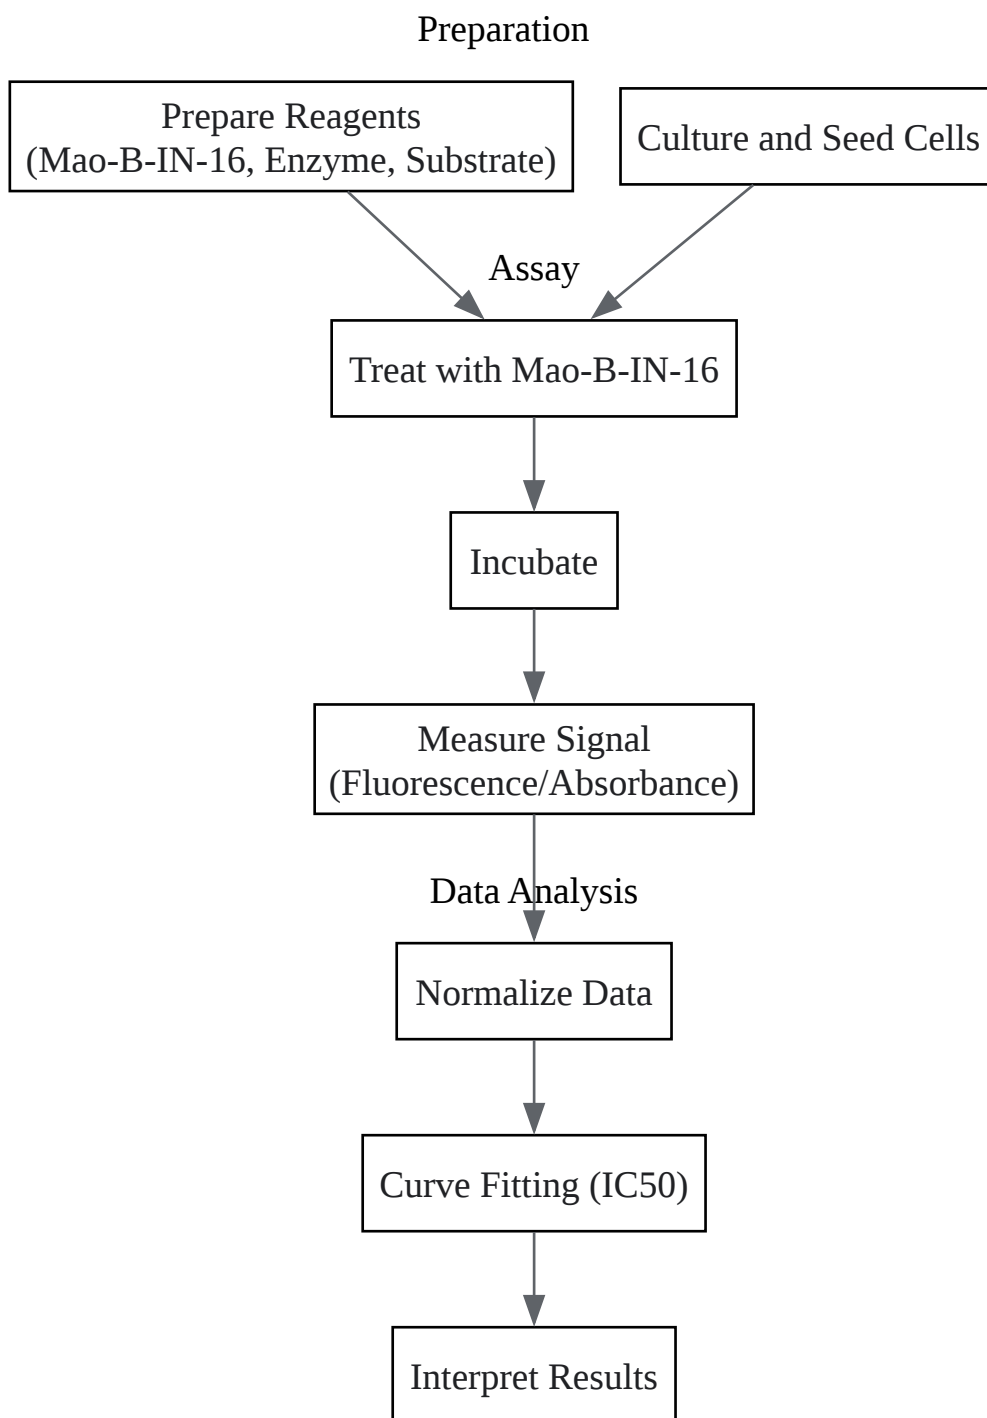 Preparation
Prepare Reagents
(Mao-B-IN-16, Enzyme, Substrate)
Culture and Seed Cells
Assay
Treat with Mao-B-IN-16
Incubate
Measure Signal
(Fluorescence/Absorbance)
Data Analysis
Normalize Data
Curve Fitting (IC50)
Interpret Results